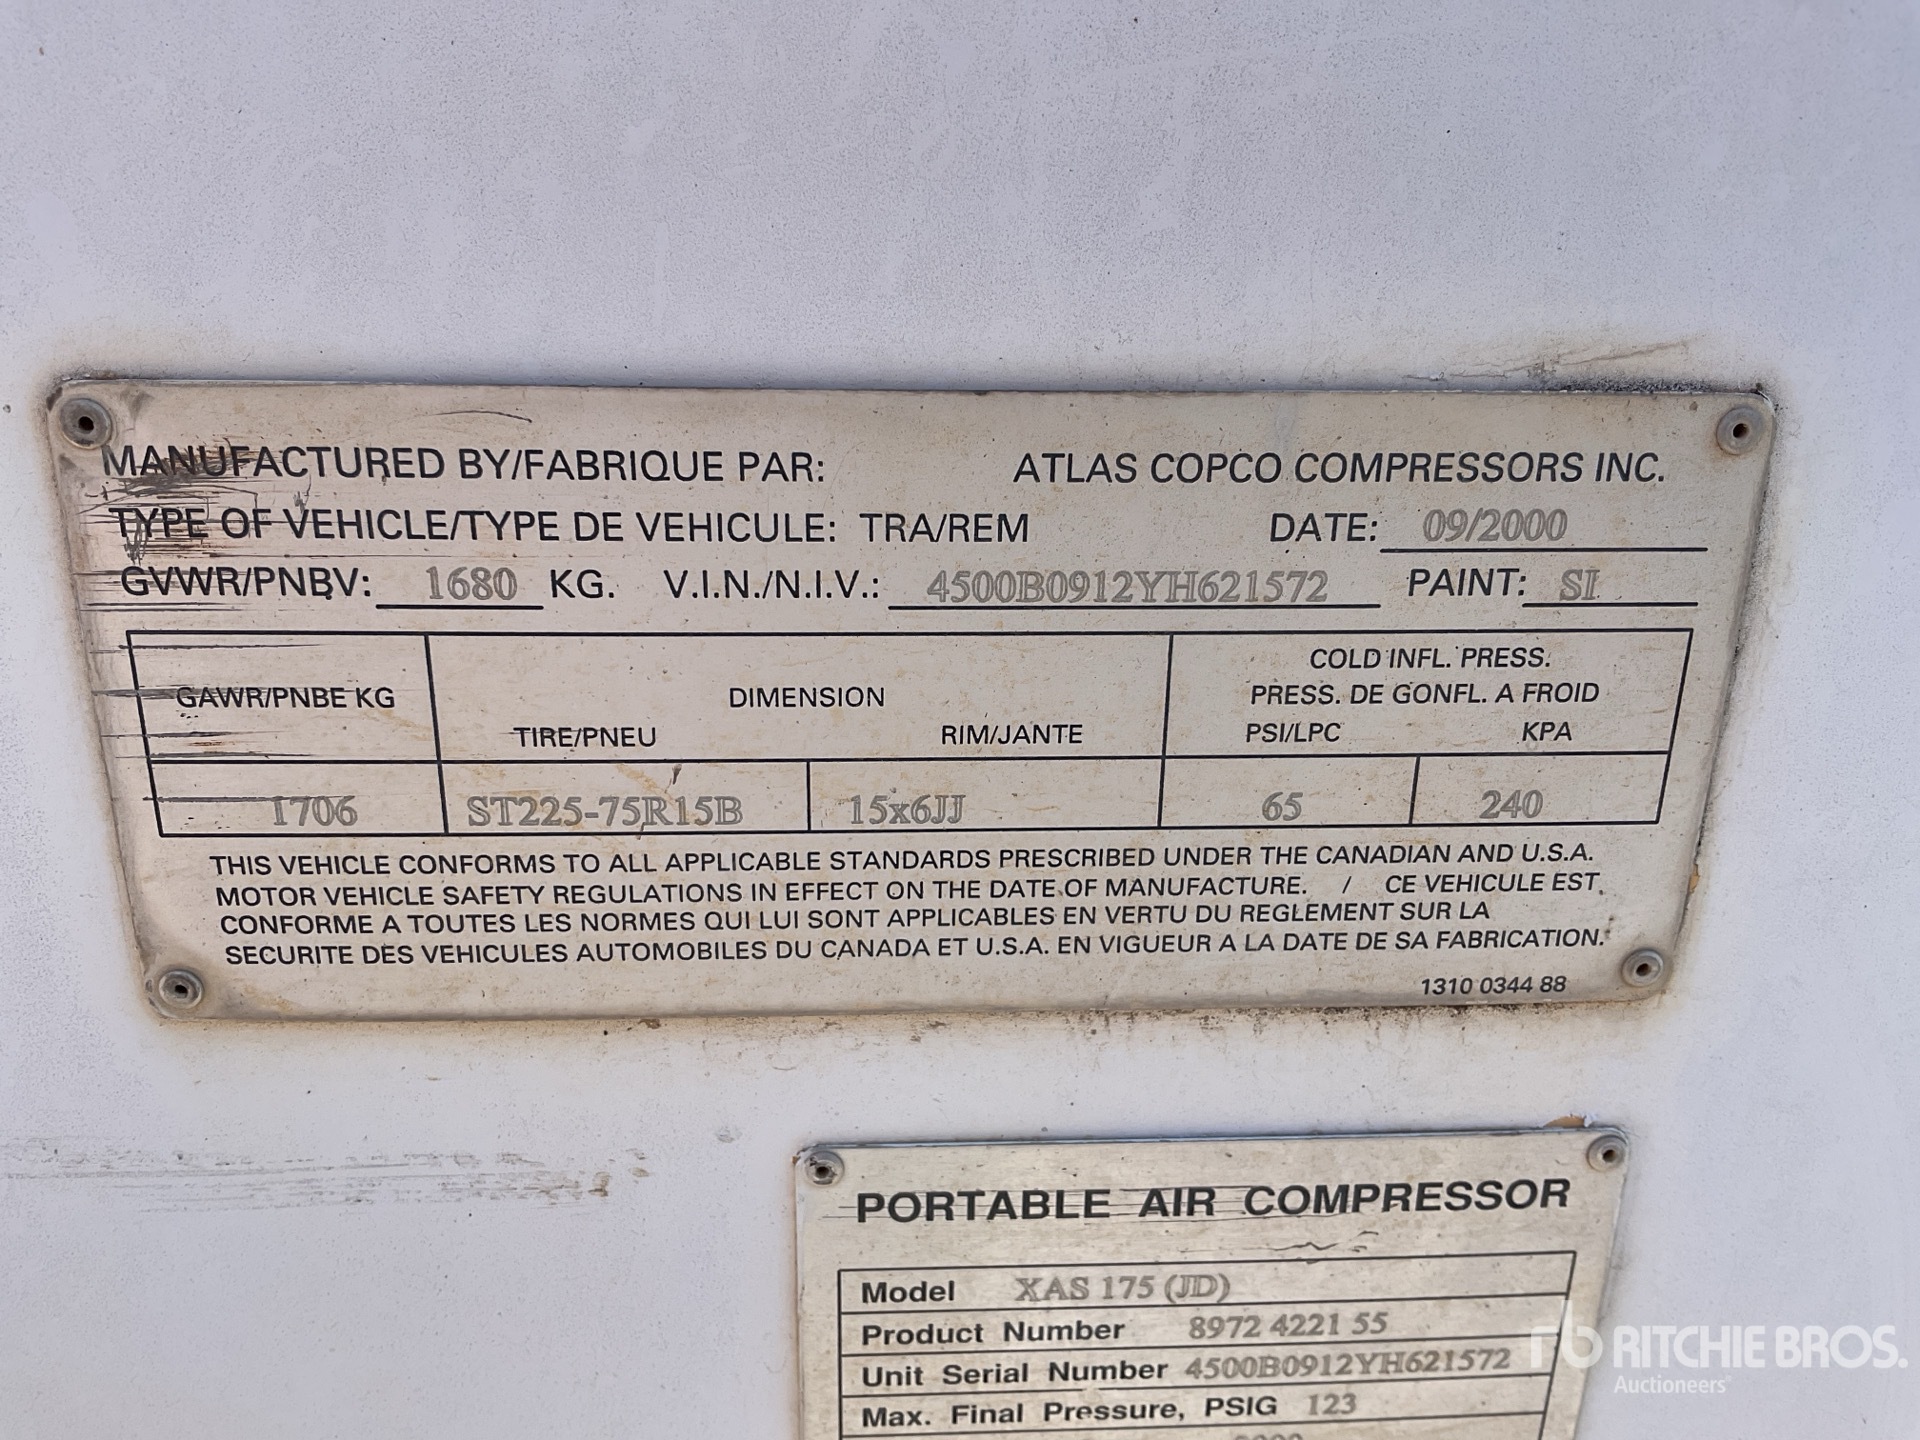 MANUFACTURED BY/FABRIQUE PAR: ATLAS COPCO COMPRESSORS INC.
TYPE OF VEHICLE/TYPE DE VEHICULE: TRA/REM DATE: 09/2000
GVWR/PNBV: 1680 KG. V.I.N./N.I.V.: 4500B0912YH621572 PAINT: SI
COLD INFL. PRESS.
GAWR/PNBE KG DIMENSION PRESS. DE GONFL. A FROID
TIRE/PNEU RIM/JANTE PSI/LPC KPA
1706 ST225-75R15B 15x6JJ 65 240
THIS VEHICLE CONFORMS TO ALL APPLICABLE STANDARDS PRESCRIBED UNDER THE CANADIAN AND U.S.A.
MOTOR VEHICLE SAFETY REGULATIONS IN EFFECT ON THE DATE OF MANUFACTURE. / CE VEHICULE EST
CONFORME A TOUTES LES NORMES QUI LUI SONT APPLICABLES EN VERTU DU REGLEMENT SUR LA
SECURITE DES VEHICULES AUTOMOBILES DU CANADA ET U.S.A. EN VIGUEUR A LA DATE DE SA FABRICATION.
1310 0344 88
PORTABLE AIR COMPRESSOR
Model XAS 175 (JD)
Product Number 8972 4221 55
Unit Serial Number 4500B0912YH621572
Max. Final Pressure, PSIG 123
rb RITCHIE BROS.
Auctioneers